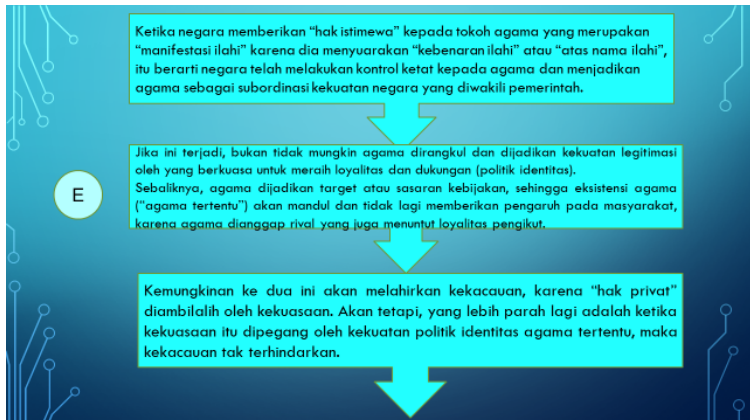 Ketika negara memberikan “hak istimewa” kepada tokoh agama yang merupakan
“manifestasi ilahi” karena dia menyuarakan “kebenaran ilahi” atau “atas nama ilahi”,
itu berarti negara telah melakukan kontrol ketat kepada agama dan menjadikan
agama sebagai subordinasi kekuatan negara yang diwakili pemerintah.
E
Jika ini terjadi, bukan tidak mungkin agama dirangkul dan dijadikan kekuatan legitimasi
oleh yang berkuasa untuk meraih loyalitas dan dukungan (politik identitas).
Sebaliknya, agama dijadikan target atau sasaran kebijakan, sehingga eksistensi agama
(“agama tertentu”) akan mandul dan tidak lagi memberikan pengaruh pada masyarakat,
karena agama dianggap rival yang juga menuntut loyalitas pengikut.
Kemungkinan ke dua ini akan melahirkan kekacauan, karena “hak privat”
diambilalih oleh kekuasaan. Akan tetapi, yang lebih parah lagi adalah ketika
kekuasaan itu dipegang oleh kekuatan politik identitas agama tertentu, maka
kekacauan tak terhindarkan.